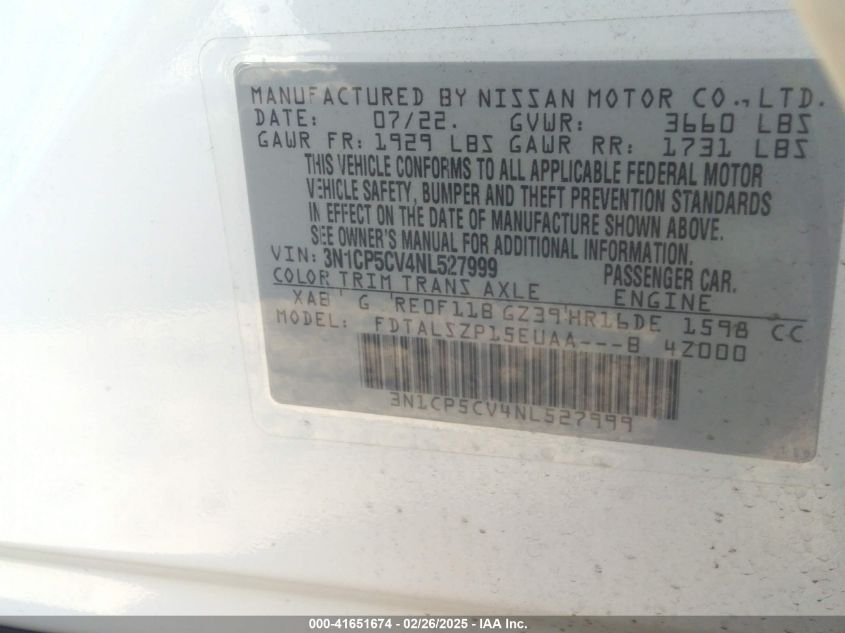 MANUFACTURED BY NISSAN MOTOR CO., LTD.
DATE: 07/22. GVWR: 3660 LBS
GAWR FR: 1929 LBS GAWR RR: 1731 LBS
THIS VEHICLE CONFORMS TO ALL APPLICABLE FEDERAL MOTOR
VEHICLE SAFETY, BUMPER AND THEFT PREVENTION STANDARDS
IN EFFECT ON THE DATE OF MANUFACTURE SHOWN ABOVE.
SEE OWNER'S MANUAL FOR ADDITIONAL INFORMATION.
VIN: 3N1CP5CV4NL527999 PASSENGER CAR.
COLOR TRIM TRANS AXLE ENGINE
XAB G RE0F11B GZ39 HR16DE 1598 CC
MODEL: FDTALSZP15EUAA---B 4Z000
3N1CP5CV4NL527999
000-41651674 - 02/26/2025 - IAA Inc.